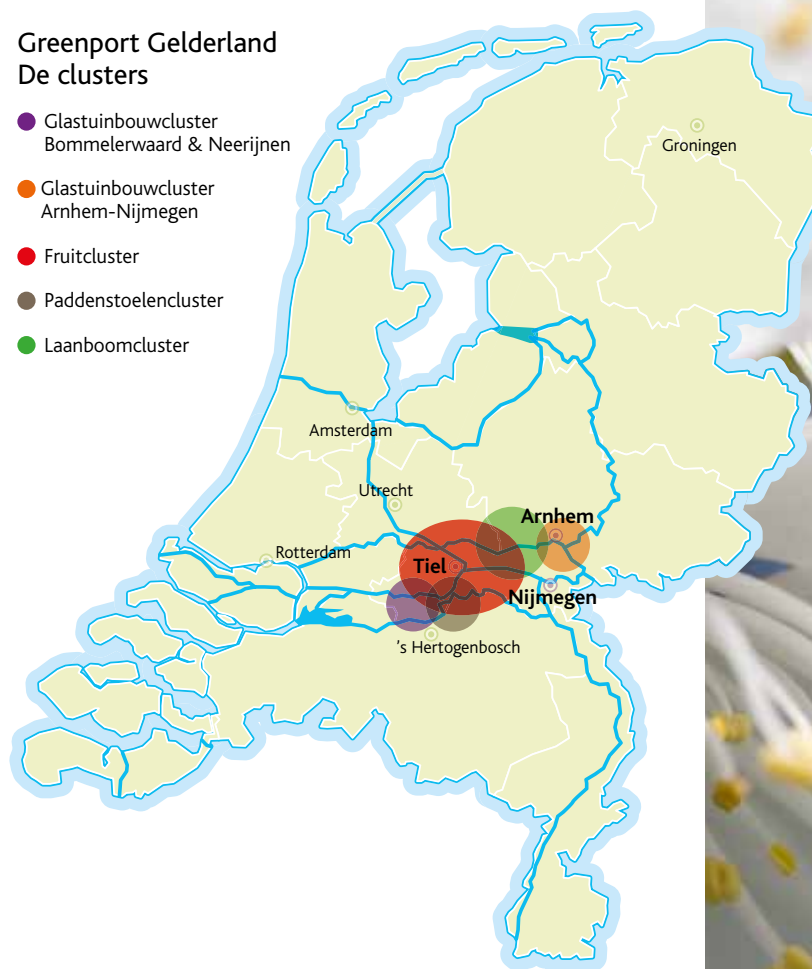 Greenport Gelderland
De clusters
Glastuinbouwcluster
Bommelerwaard & Neerijnen
Glastuinbouwcluster
Arnhem-Nijmegen
Fruitcluster
Paddenstoelencluster
Laanboomcluster
Groningen
Amsterdam
Utrecht
Arnhem
Rotterdam
Tiel
Nijmegen
's Hertogenbosch